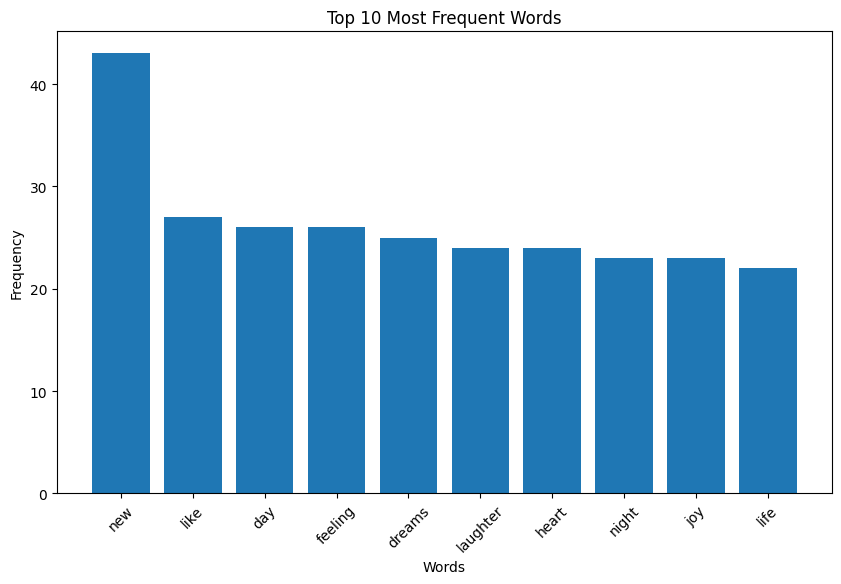 Top 10 Most Frequent Words
Frequency
40
30
20
10
0
new like day feeling dreams laughter heart night joy life
Words